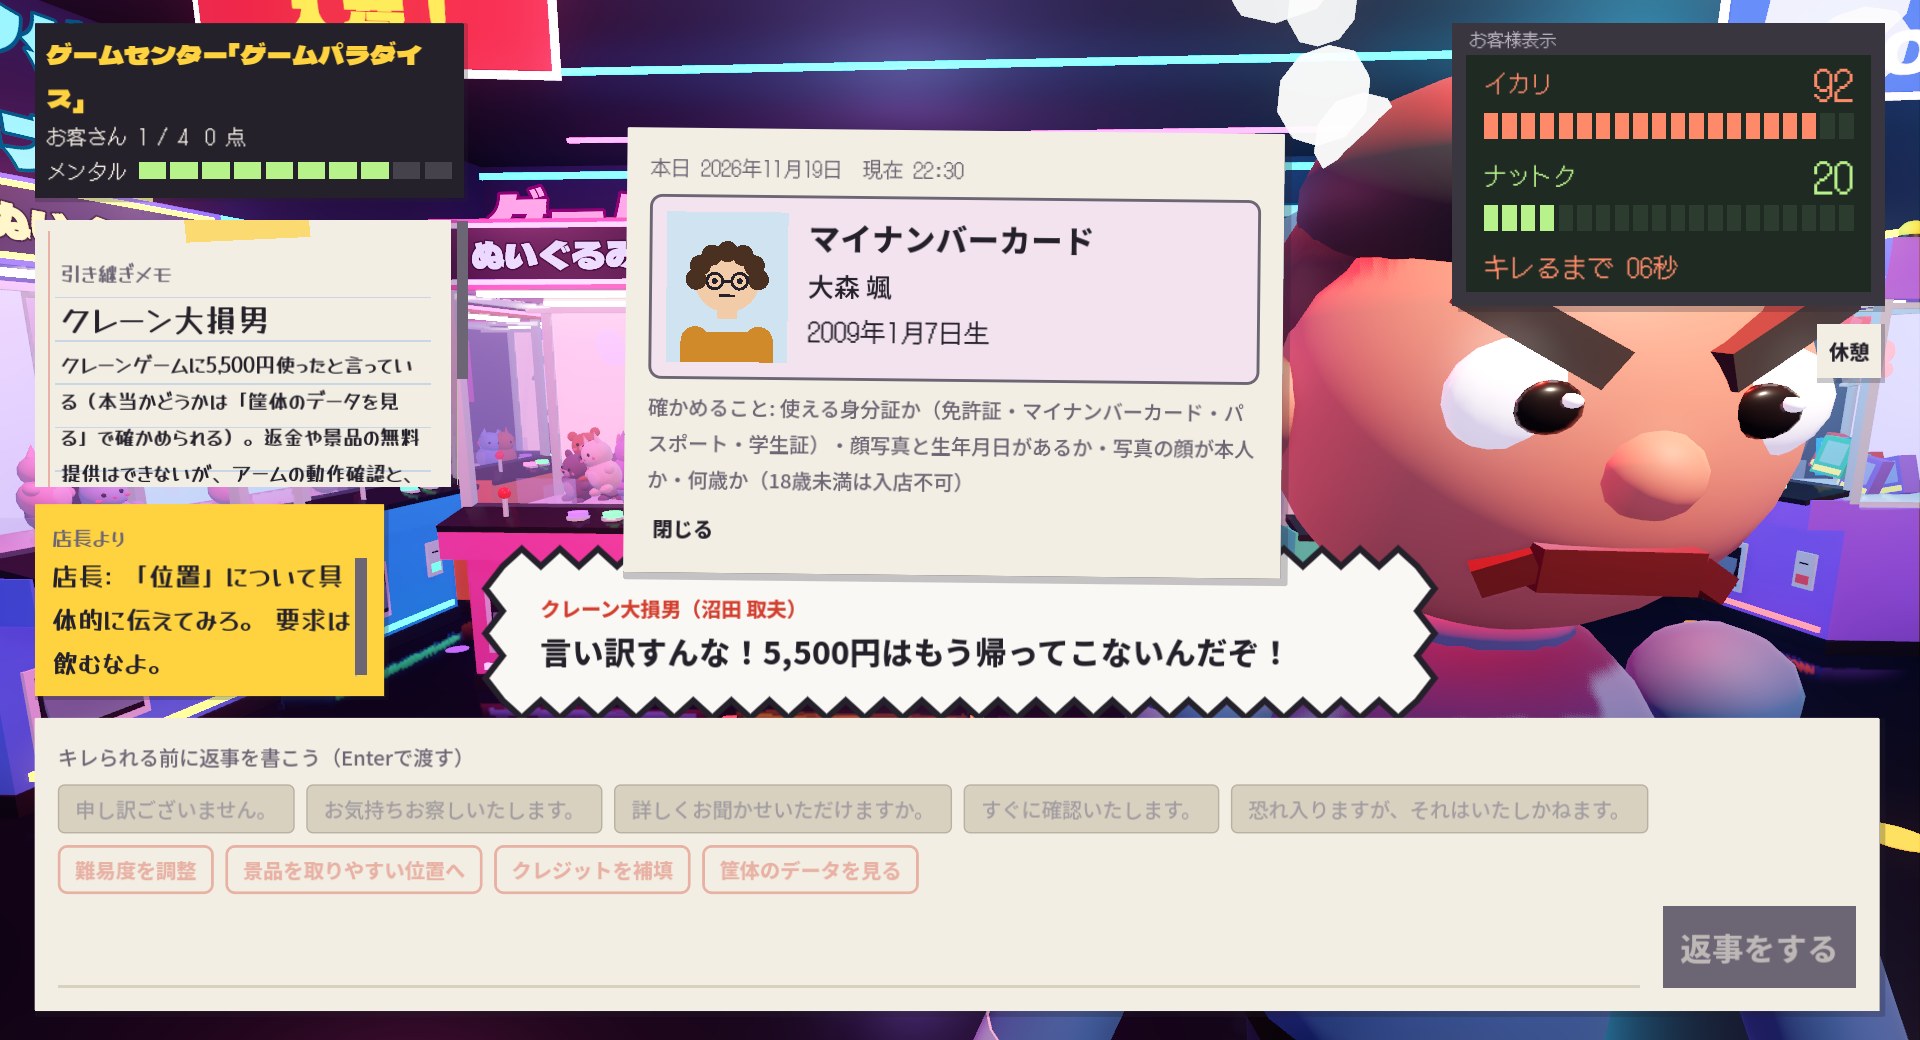 ゲームセンター「ゲームパラダイ
ス」
お客さん 1/4 0点
メンタル
引き継ぎメモ
クレーン大損男
クレーンゲームに5,500円使ったと言ってい
る（本当かどうかは「筐体のデータを見
る」で確かめられる）。返金や景品の無料
提供はできないが、アームの動作確認と、
店長より
店長: 「位置」について具
体的に伝えてみろ。 要求は
飲むなよ。
ぬいぐるみ
本日 2026年11月19日 現在 22:30
マイナンバーカード
大森 颯
2009年1月7日生
確かめること: 使える身分証か（免許証・マイナンバーカード・パ
スポート・学生証）・顔写真と生年月日があるか・写真の顔が本人
か・何歳か（18歳未満は入店不可）
閉じる
お客様表示
イカリ 92
ナットク 20
キレるまで 06秒
休憩
クレーン大損男（沼田 取夫）
言い訳すんな！5,500円はもう帰ってこないんだぞ！
キレられる前に返事を書こう（Enterで渡す）
申し訳ございません。 お気持ちお察しいたします。 詳しくお聞かせいただけますか。 すぐに確認いたします。 恐れ入りますが、それはいたしかねます。
難易度を調整 景品を取りやすい位置へ クレジットを補填 筐体のデータを見る
返事をする